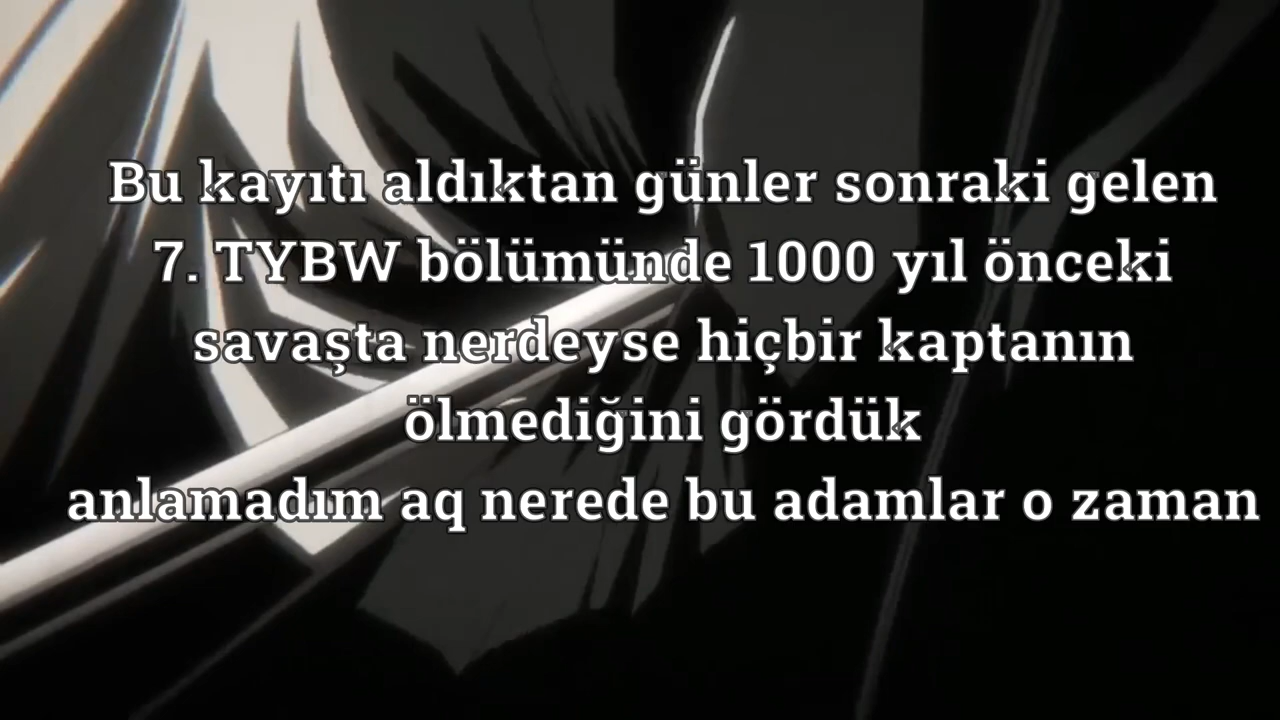 Bu kayıtı aldıktan günler sonraki gelen
7. TYBW bölümünde 1000 yıl önceki
savaşta nerdeyse hiçbir kaptanın
ölmediğini gördük
anlamadım aq nerede bu adamlar o zaman